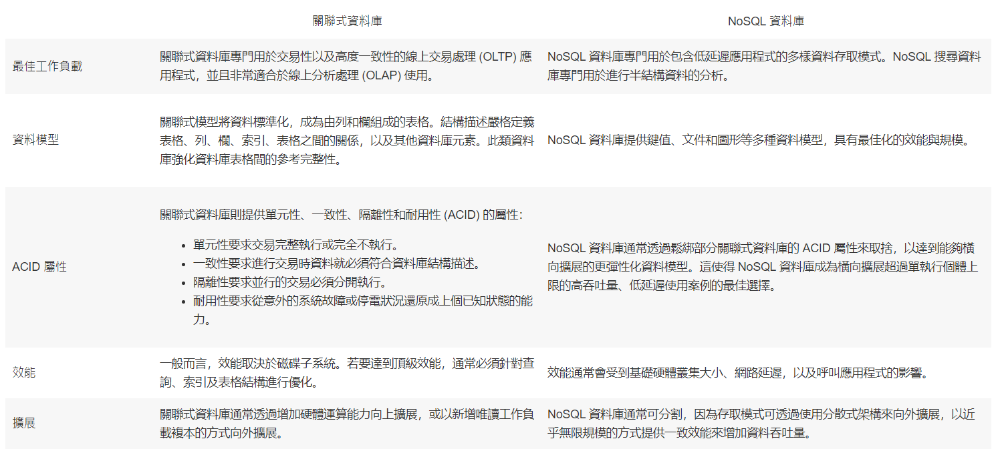 關聯式資料庫
NoSQL 資料庫
最佳工作負載
關聯式資料庫專門用於交易性以及高度一致性的線上交易處理 (OLTP) 應
用程式，並且非常適合於線上分析處理 (OLAP) 使用。
NoSQL 資料庫專門用於包含低延遲應用程式的多樣資料存取模式。NoSQL 搜尋資料
庫專門用於進行半結構資料的分析。
資料模型
關聯式模型將資料標準化，成為由列和欄組成的表格。結構描述嚴格定義
表格、列、欄、索引、表格之間的關係，以及其他資料庫元素。此類資料
庫強化資料庫表格間的參考完整性。
NoSQL 資料庫提供鍵值、文件和圖形等多種資料模型，具有最佳化的效能與規模。
ACID 屬性
關聯式資料庫則提供單元性、一致性、隔離性和耐用性 (ACID) 的屬性：
• 單元性要求交易完整執行或完全不執行。
• 一致性要求進行交易時資料就必須符合資料庫結構描述。
• 隔離性要求並行的交易必須分開執行。
• 耐用性要求從意外的系統故障或停電狀況還原成上個已知狀態的能
力。
NoSQL 資料庫通常透過鬆綁部分關聯式資料庫的 ACID 屬性來取捨，以達到能夠橫
向擴展的更彈性化資料模型。這使得 NoSQL 資料庫成為橫向擴展超過單執行個體上
限的高吞吐量、低延遲使用案例的最佳選擇。
效能
一般而言，效能取決於磁碟子系統。若要達到頂級效能，通常必須針對查
詢、索引及表格結構進行優化。
效能通常會受到基礎硬體叢集大小、網路延遲，以及呼叫應用程式的影響。
擴展
關聯式資料庫通常透過增加硬體運算能力向上擴展，或以新增唯讀工作負
載複本的方式向外擴展。
NoSQL 資料庫通常可分割，因為存取模式可透過使用分散式架構來向外擴展，以近
乎無限規模的方式提供一致效能來增加資料吞吐量。